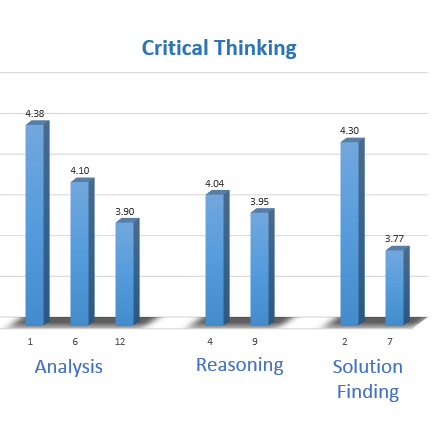 Critical Thinking
4.38
4.10
3.90
4.04
3.95
4.30
3.77
1 6 12 4 9 2 7
Analysis Reasoning Solution
Finding